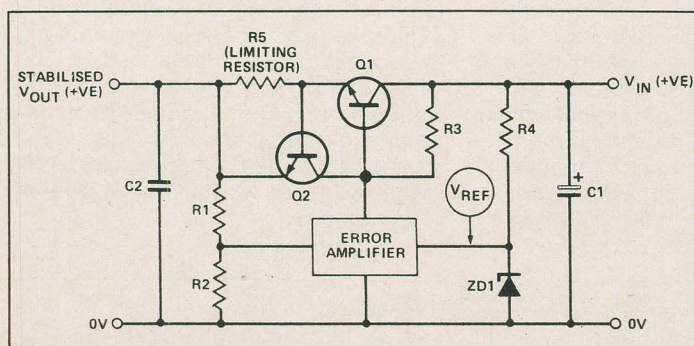 R5
(LIMITING
RESISTOR)
Q1
STABILISED
VOUT (+VE)
VIN (+VE)
R3
R4
C2
Q2
+
C1
R1
VREF
ERROR
AMPLIFIER
R2
ZD1
0V
0V